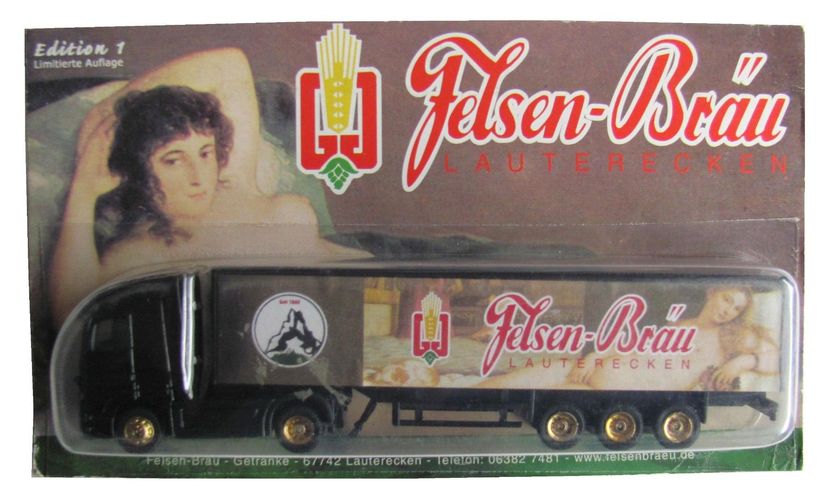 Edition 1
Limitierte Auflage
Felsen-Bräu
LAUTERECKEN
Felsen-Bräu
LAUTERECKEN
Felsen-Bräu - Getränke - 67742 Lauterecken - Telefon: 06382 7481 - www.felsenbraeu.de